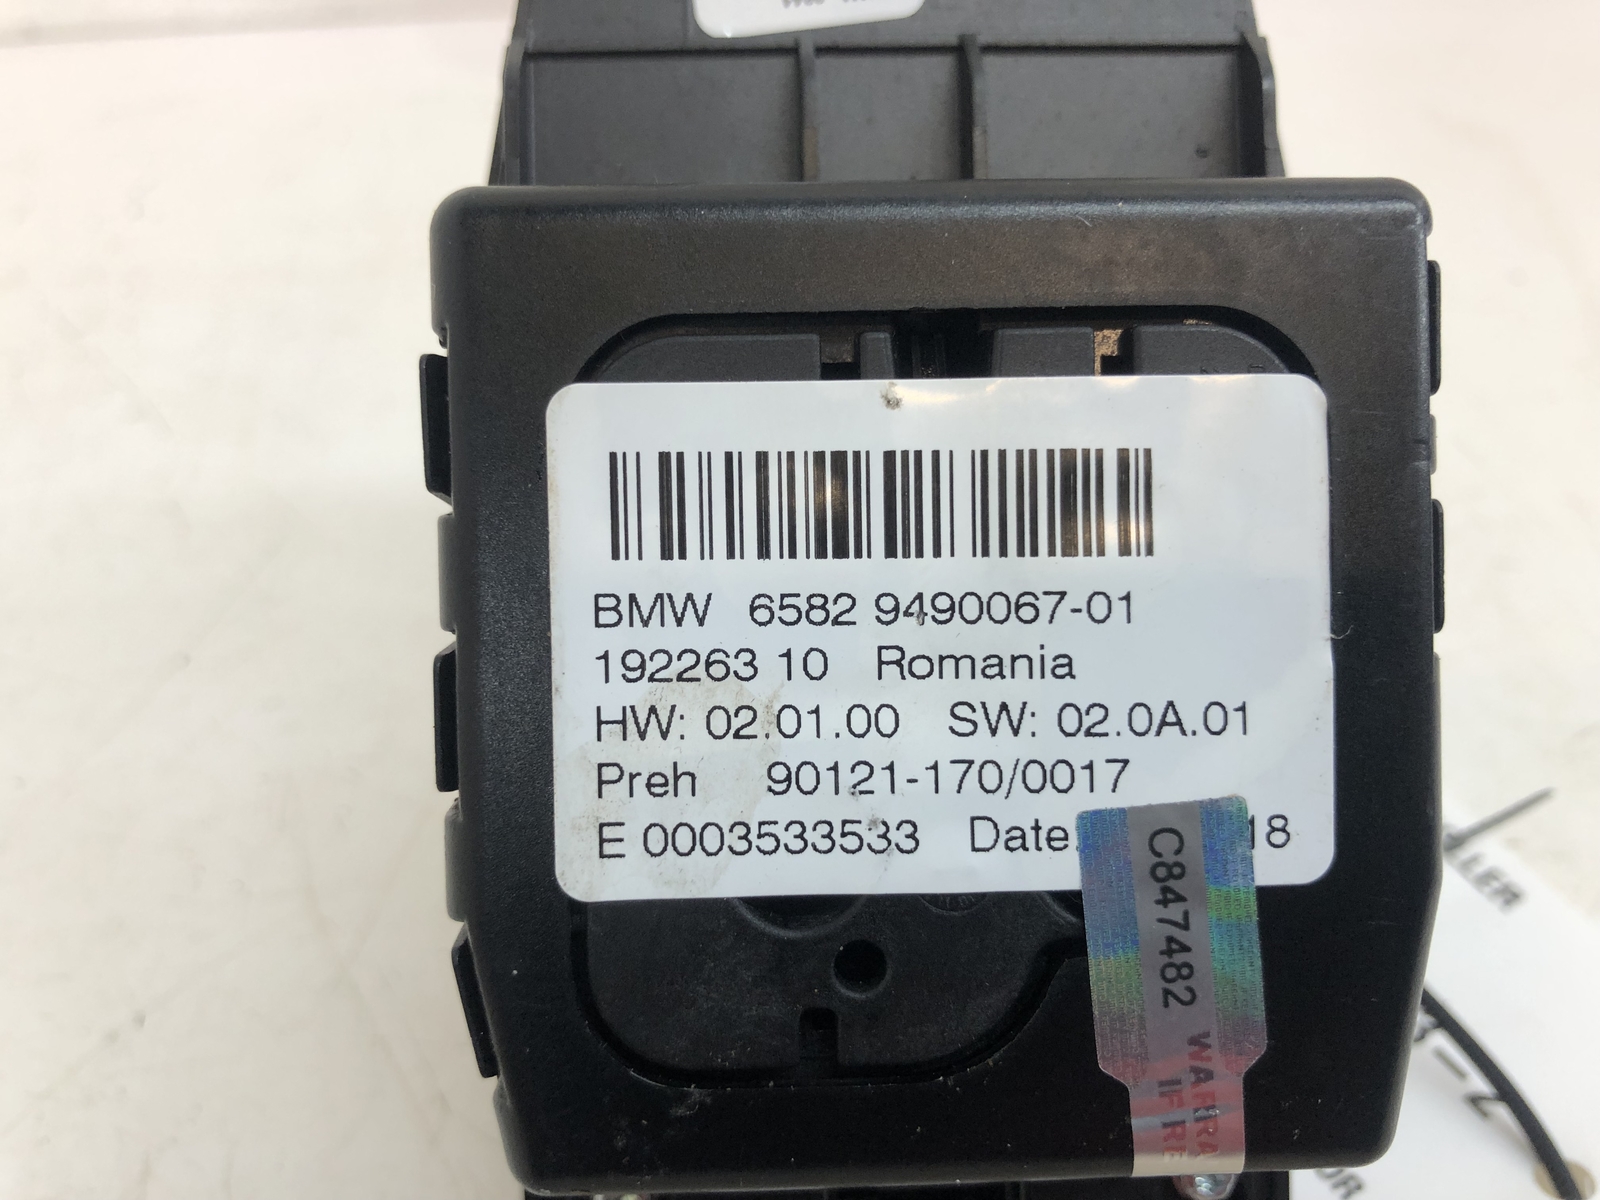 BMW 6582 9490067-01
192263 10 Romania
HW: 02.01.00 SW: 02.0A.01
Preh 90121-170/0017
E 0003533533 Date. 18
C847482